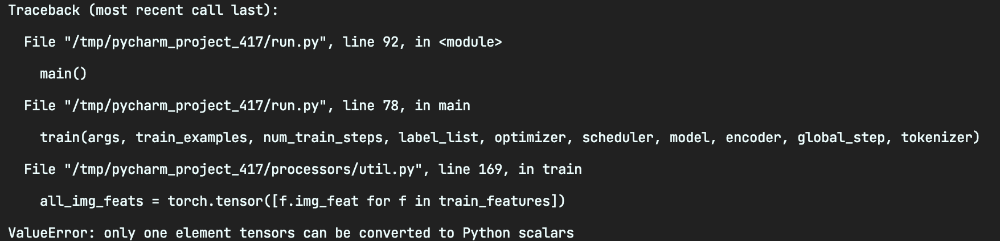 Traceback (most recent call last):
  File "/tmp/pycharm_project_417/run.py", line 92, in <module>
    main()
  File "/tmp/pycharm_project_417/run.py", line 78, in main
    train(args, train_examples, num_train_steps, label_list, optimizer, scheduler, model, encoder, global_step, tokenizer)
  File "/tmp/pycharm_project_417/processors/util.py", line 169, in train
    all_img_feats = torch.tensor([f.img_feat for f in train_features])
ValueError: only one element tensors can be converted to Python scalars